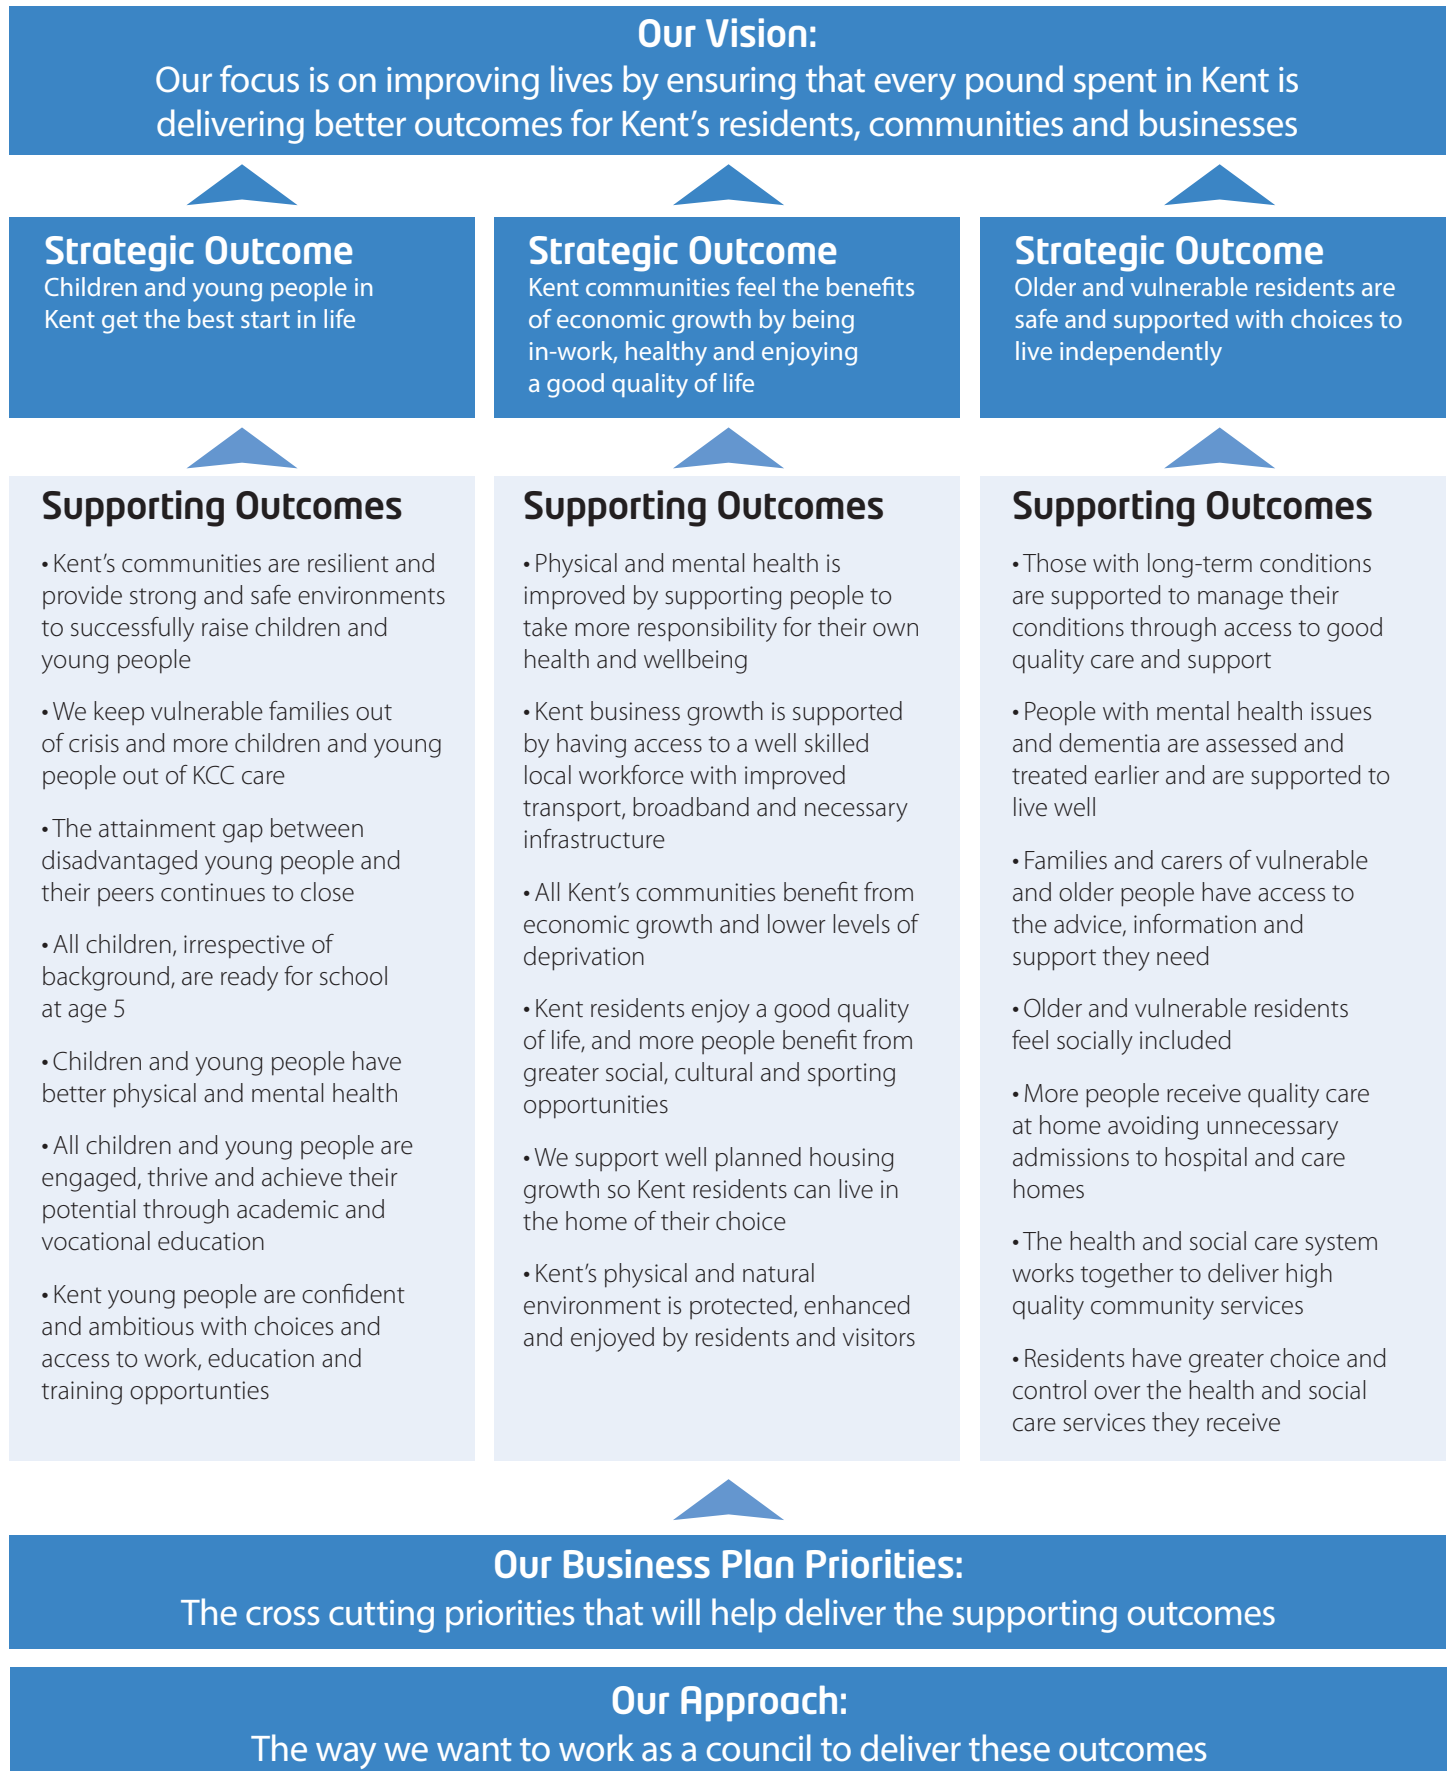 Our Vision:
Our focus is on improving lives by ensuring that every pound spent in Kent is
delivering better outcomes for Kent's residents, communities and businesses
Strategic Outcome
Children and young people in
Kent get the best start in life
Strategic Outcome
Kent communities feel the benefits
of economic growth by being
in-work, healthy and enjoying
a good quality of life
Strategic Outcome
Older and vulnerable residents are
safe and supported with choices to
live independently
Supporting Outcomes
• Kent's communities are resilient and
provide strong and safe environments
to successfully raise children and
young people
• We keep vulnerable families out
of crisis and more children and young
people out of KCC care
• The attainment gap between
disadvantaged young people and
their peers continues to close
• All children, irrespective of
background, are ready for school
at age 5
• Children and young people have
better physical and mental health
• All children and young people are
engaged, thrive and achieve their
potential through academic and
vocational education
• Kent young people are confident
and ambitious with choices and
access to work, education and
training opportunties
Supporting Outcomes
• Physical and mental health is
improved by supporting people to
take more responsibility for their own
health and wellbeing
• Kent business growth is supported
by having access to a well skilled
local workforce with improved
transport, broadband and necessary
infrastructure
• All Kent's communities benefit from
economic growth and lower levels of
deprivation
• Kent residents enjoy a good quality
of life, and more people benefit from
greater social, cultural and sporting
opportunities
• We support well planned housing
growth so Kent residents can live in
the home of their choice
• Kent's physical and natural
environment is protected, enhanced
and enjoyed by residents and visitors
Supporting Outcomes
• Those with long-term conditions
are supported to manage their
conditions through access to good
quality care and support
• People with mental health issues
and dementia are assessed and
treated earlier and are supported to
live well
• Families and carers of vulnerable
and older people have access to
the advice, information and
support they need
• Older and vulnerable residents
feel socially included
• More people receive quality care
at home avoiding unnecessary
admissions to hospital and care
homes
• The health and social care system
works together to deliver high
quality community services
• Residents have greater choice and
control over the health and social
care services they receive
Our Business Plan Priorities:
The cross cutting priorities that will help deliver the supporting outcomes
Our Approach:
The way we want to work as a council to deliver these outcomes